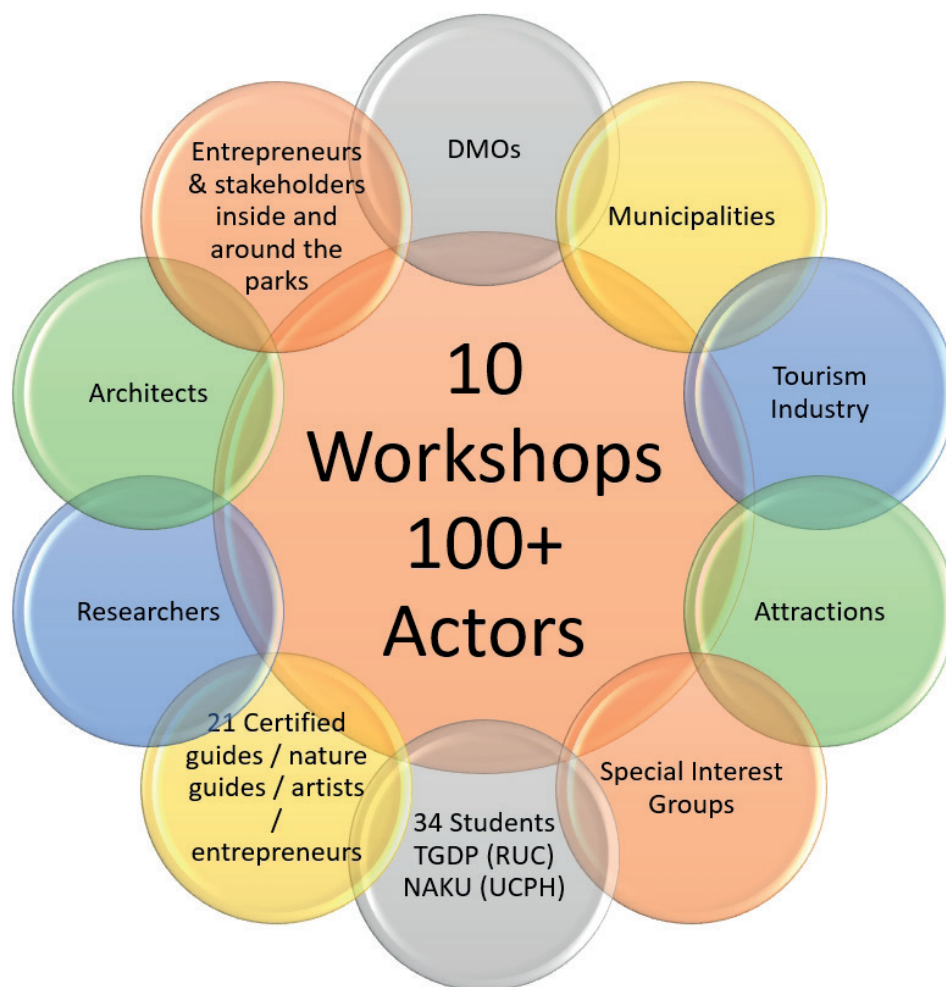 DMOs
Municipalities
Tourism
Industry
Attractions
Special Interest
Groups
34 Students
TGDP (RUC)
NAKU (UCPH)
21 Certified
guides / nature
guides / artists
/
entrepreneurs
Researchers
Architects
Entrepreneurs
& stakeholders
inside and
around the
parks
10
Workshops
100+
Actors